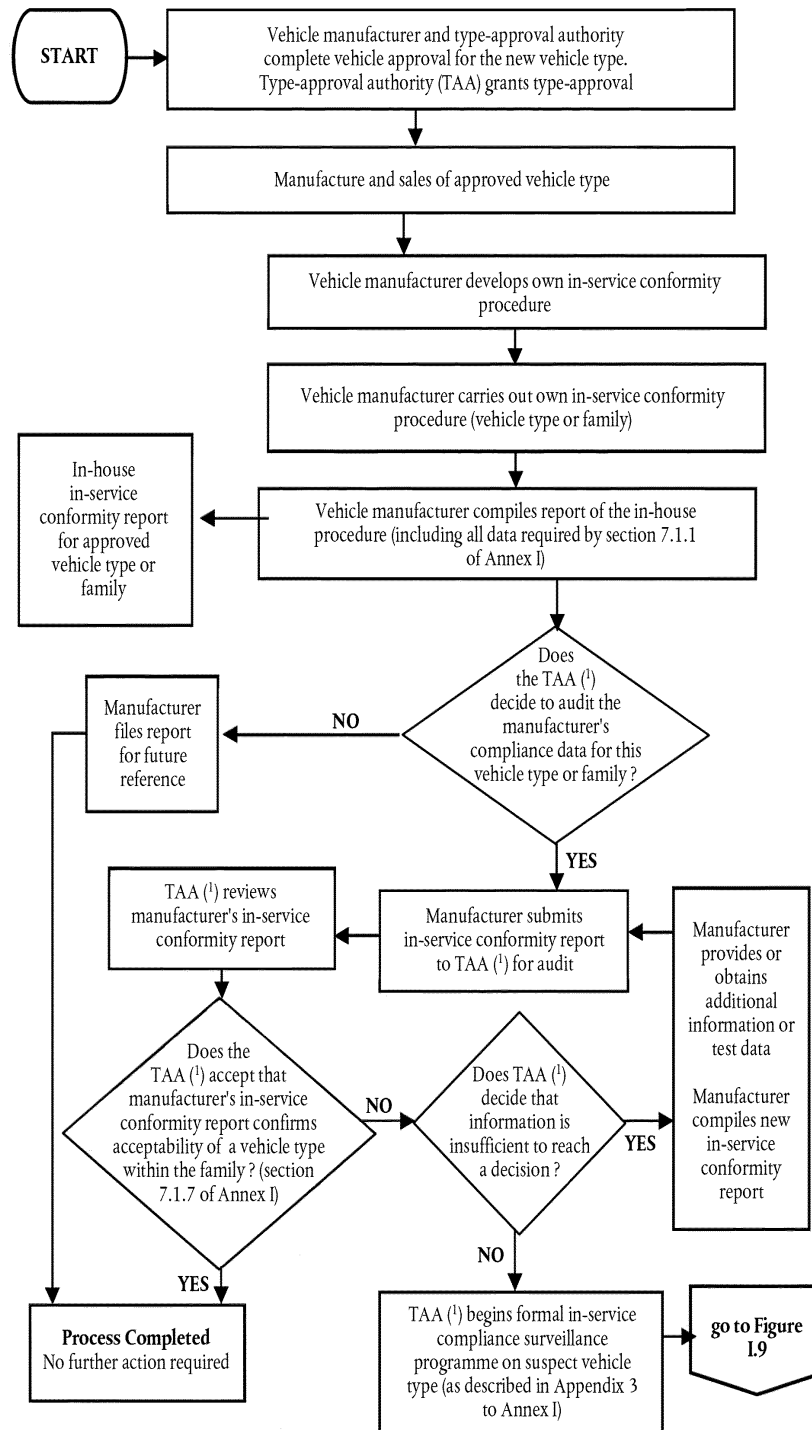 START
Vehicle manufacturer and type-approval authority
complete vehicle approval for the new vehicle type.
Type-approval authority (TAA) grants type-approval
Manufacture and sales of approved vehicle type
Vehicle manufacturer develops own in-service conformity
procedure
Vehicle manufacturer carries out own in-service conformity
procedure (vehicle type or family)
In-house
in-service
conformity report
for approved
vehicle type or
family
Vehicle manufacturer compiles report of the in-house
procedure (including all data required by section 7.1.1
of Annex I)
Does
the TAA (¹)
decide to audit the
manufacturer's
compliance data for this
vehicle type or family ?
NO
Manufacturer
files report
for future
reference
YES
TAA (¹) reviews
manufacturer's in-service
conformity report
Manufacturer submits
in-service conformity report
to TAA (¹) for audit
Manufacturer
provides or
obtains
additional
information or
test data
Manufacturer
compiles new
in-service
conformity
report
Does the
TAA (¹) accept that
manufacturer's in-service
conformity report confirms
acceptability of a vehicle type
within the family ? (section
7.1.7 of Annex I)
NO
Does TAA (¹)
decide that
information is
insufficient to reach
a decision ?
YES
NO
YES
Process Completed
No further action required
TAA (¹) begins formal in-service
compliance surveillance
programme on suspect vehicle
type (as described in Appendix 3
to Annex I)
go to Figure
I.9